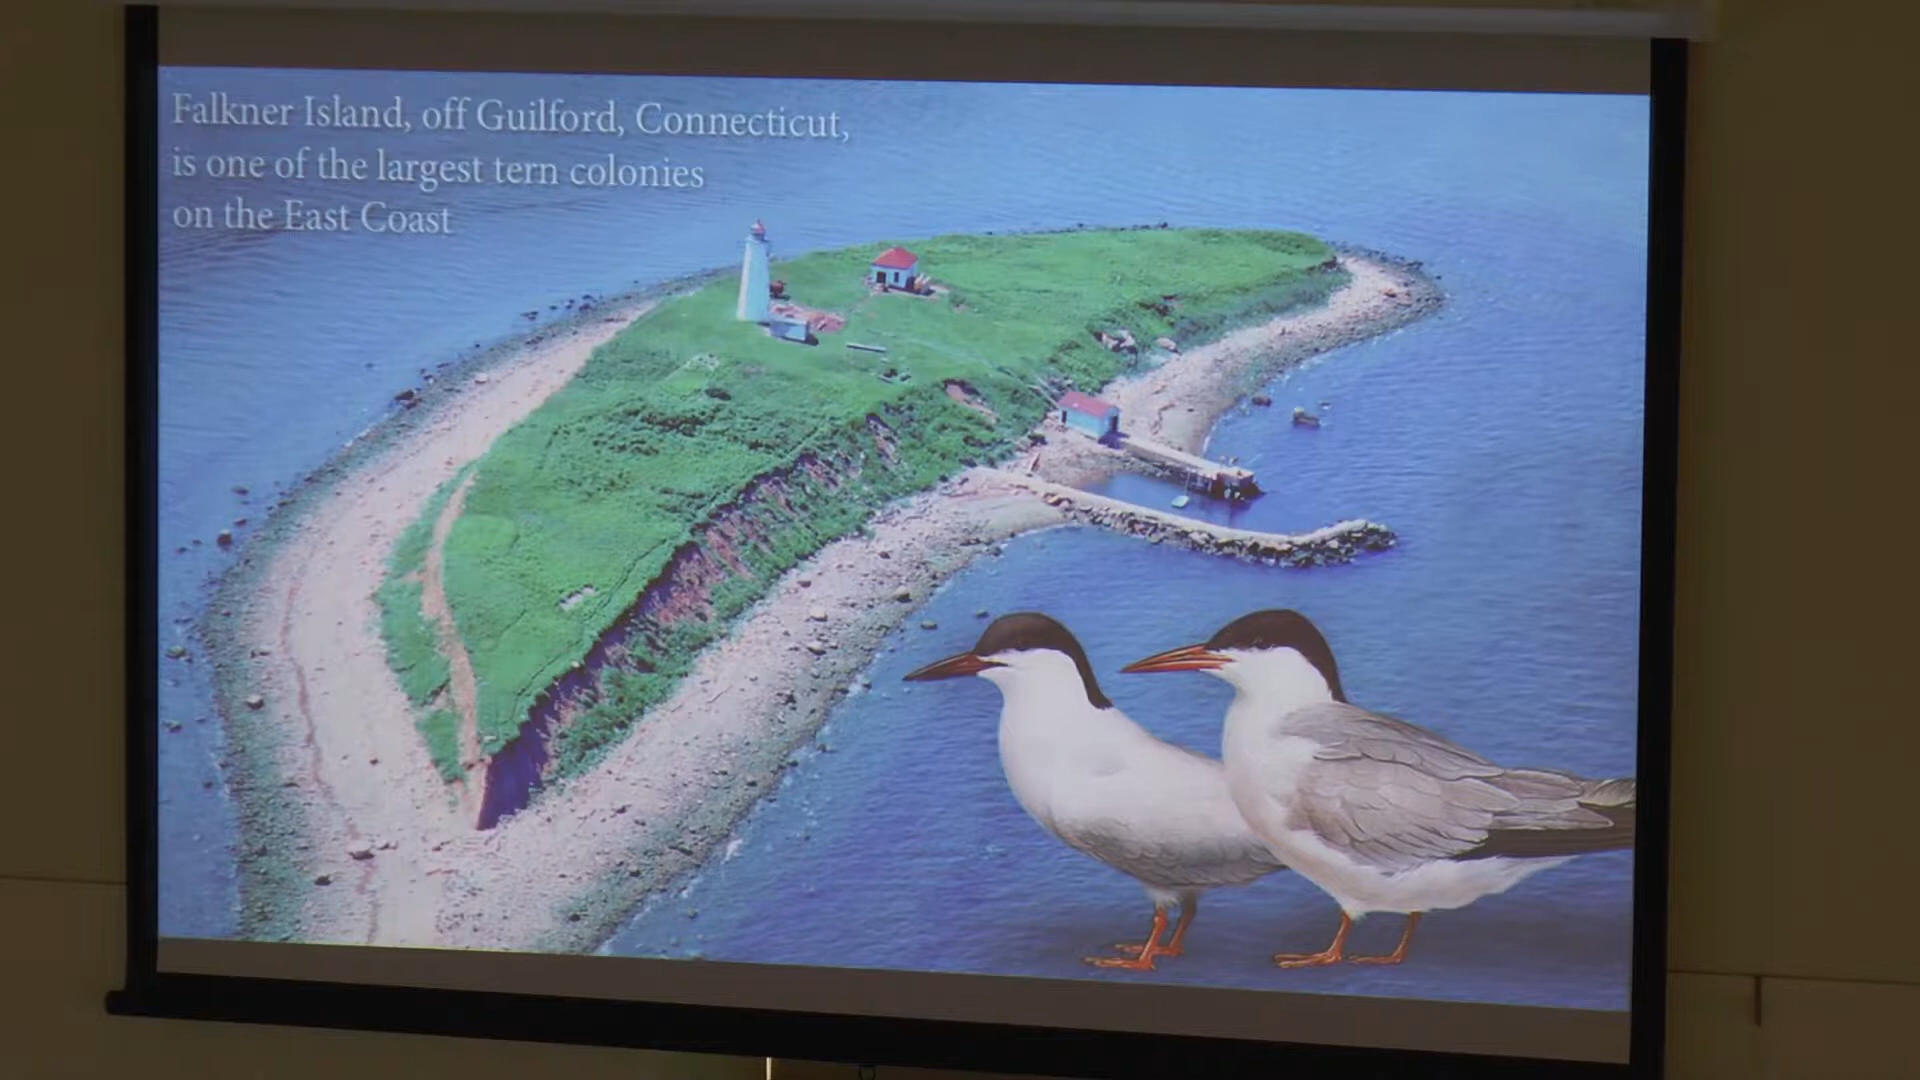 Falkner Island, off Guilford, Connecticut,
is one of the largest tern colonies
on the East Coast